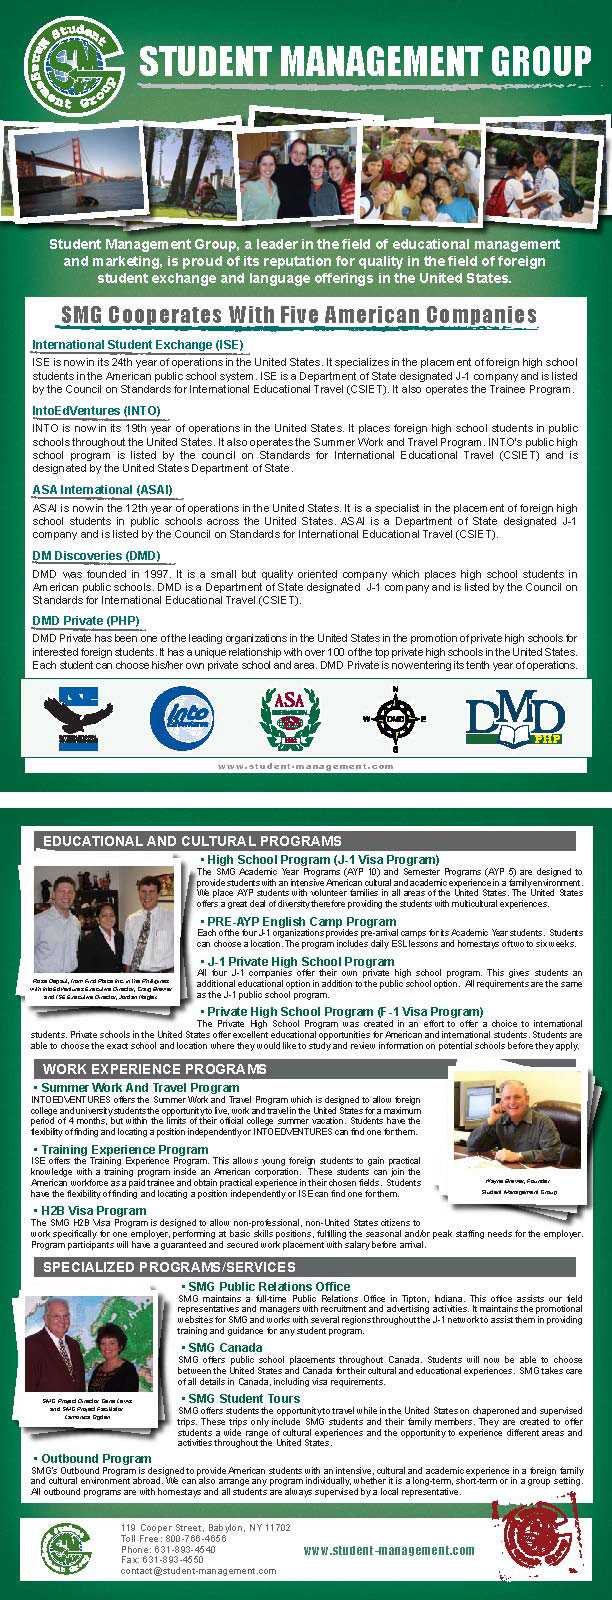 Student Management Group
SMG
STUDENT MANAGEMENT GROUP
Student Management Group, a leader in the field of educational management
and marketing, is proud of its reputation for quality in the field of foreign
student exchange and language offerings in the United States.
SMG Cooperates With Five American Companies
International Student Exchange (ISE)
ISE is now in its 24th year of operations in the United States. It specializes in the placement of foreign high school
students in the American public school system. ISE is a Department of State designated J-1 company and is listed
by the Council on Standards for International Educational Travel (CSIET). It also operates the Trainee Program.
IntoEdVentures (INTO)
INTO is now in its 19th year of operations in the United States. It places foreign high school students in public
schools throughout the United States. It also operates the Summer Work and Travel Program. INTO's public high
school program is listed by the council on Standards for International Educational Travel (CSIET) and is
designated by the United States Department of State.
ASA International (ASAI)
ASAI is now in the 12th year of operations in the United States. It is a specialist in the placement of foreign high
school students in public schools across the United States. ASAI is a Department of State designated J-1
company and is listed by the Council on Standards for International Educational Travel (CSIET).
DM Discoveries (DMD)
DMD was founded in 1997. It is a small but quality oriented company which places high school students in
American public schools. DMD is a Department of State designated J-1 company and is listed by the Council on
Standards for International Educational Travel (CSIET).
DMD Private (PHP)
DMD Private has been one of the leading organizations in the United States in the promotion of private high schools for
interested foreign students. It has a unique relationship with over 100 of the top private high schools in the United States.
Each student can choose his/her own private school and area. DMD Private is now entering its tenth year of operations.
ISE
Into
ASA
INTERNATIONAL
N
W DMD E
S
DMD
PHP
www.student-management.com
EDUCATIONAL AND CULTURAL PROGRAMS
• High School Program (J-1 Visa Program)
The SMG Academic Year Programs (AYP 10) and Semester Programs (AYP 5) are designed to
provide students with an intensive American cultural and academic experience in a family environment.
We place AYP students with volunteer families in all areas of the United States. The United States
offers a great deal of diversity therefore providing the students with multicultural experiences.
• PRE-AYP English Camp Program
Each of the four J-1 organizations provides pre-arrival camps for its Academic Year students. Students
can choose a location. The program includes daily ESL lessons and homestays of two to six weeks.
• J-1 Private High School Program
All four J-1 companies offer their own private high school program. This gives students an
additional educational option in addition to the public school option. All requirements are the same
as the J-1 public school program.
from First Place Inc. in the Philippines
with IntoEdVentures Executive Director, Craig Brewer
and ISE Executive Director, Jordan
• Private High School Program (F-1 Visa Program)
The Private High School Program was created in an effort to offer a choice to international
students. Private schools in the United States offer excellent educational opportunities for American and international students. Students are
able to choose the exact school and location where they would like to study and review information on potential schools before they apply.
WORK EXPERIENCE PROGRAMS
• Summer Work And Travel Program
INTOEDVENTURES offers the Summer Work and Travel Program which is designed to allow foreign
college and university students the opportunity to live, work and travel in the United States for a maximum
period of 4 months, but within the limits of their official college summer vacation. Students have the
flexibility of finding and locating a position independently or INTOEDVENTURES can find one for them.
• Training Experience Program
ISE offers the Training Experience Program. This allows young foreign students to gain practical
knowledge with a training program inside an American corporation. These students can join the
American workforce as a paid trainee and obtain practical experience in their chosen fields. Students
have the flexibility of finding and locating a position independently or ISE can find one for them.
Wayne Brewer, Founder
Student Management Group
• H2B Visa Program
The SMG H2B Visa Program is designed to allow non-professional, non-United States citizens to
work specifically for one employer, performing at basic skills positions, fulfilling the seasonal and/or peak staffing needs for the employer.
Program participants will have a guaranteed and secured work placement with salary before arrival.
SPECIALIZED PROGRAMS/SERVICES
• SMG Public Relations Office
SMG maintains a full-time Public Relations Office in Tipton, Indiana. This office assists our field
representatives and managers with recruitment and advertising activities. It maintains the promotional
websites for SMG and works with several regions throughout the J-1 network to assist them in providing
training and guidance for any student program.
• SMG Canada
SMG offers public school placements throughout Canada. Students will now be able to choose
between the United States and Canada for their cultural and educational experiences. SMG takes care
of all details in Canada, including visa requirements.
• SMG Student Tours
SMG offers students the opportunity to travel while in the United States on chaperoned and supervised
trips. These trips only include SMG students and their family members. They are created to offer
students a wide range of cultural experiences and the opportunity to experience different areas and
activities throughout the United States.
SMG Project Director Gene
and SMG Project Facilitator
Ogden
• Outbound Program
SMG's Outbound Program is designed to provide American students with an intensive, cultural and academic experience in a foreign family
and cultural environment abroad. We can also arrange any program individually, whether it is a long-term, short-term or in a group setting.
All outbound programs are with homestays and all students are always supervised by a local representative.
119 Cooper Street, Babylon, NY 11702
Toll Free: 800-766-4656
Phone: 631-893-4540
Fax: 631-893-4550
contact@student-management.com
www.student-management.com